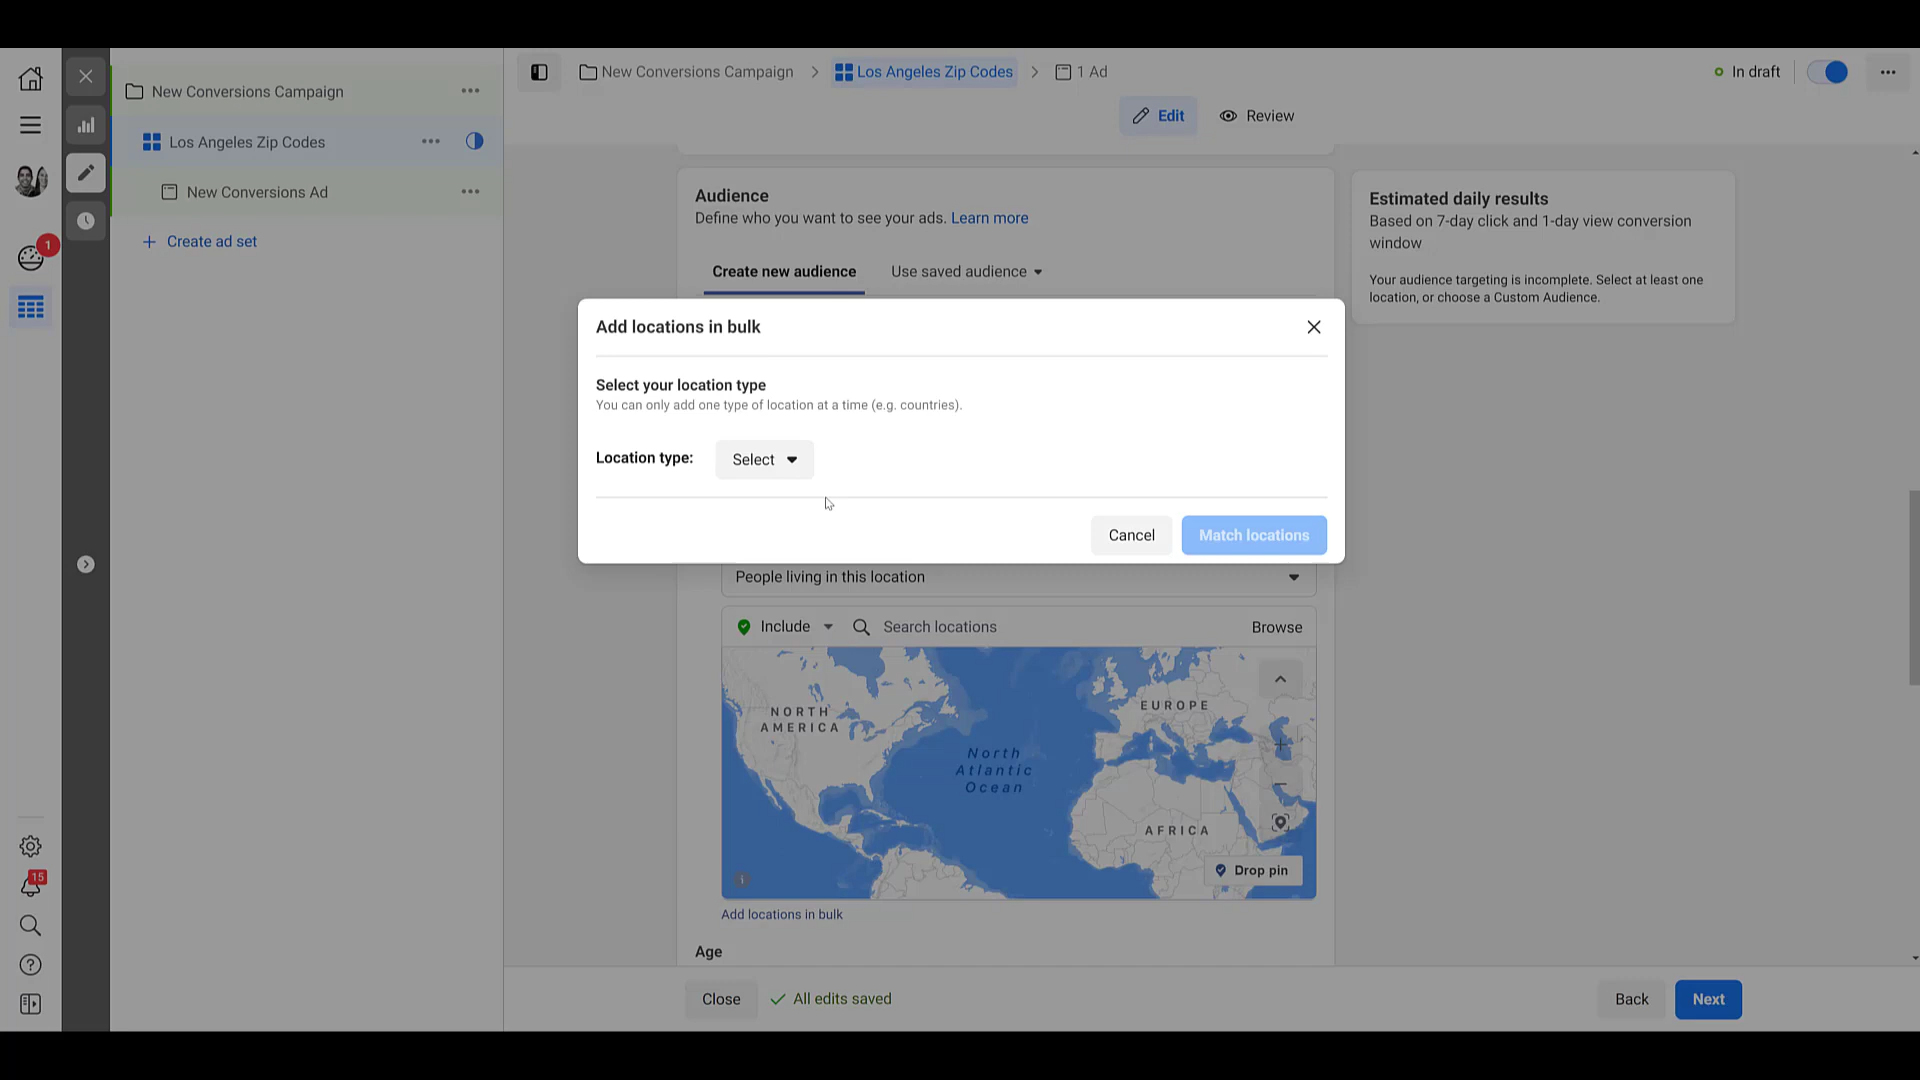 New Conversions Campaign
Los Angeles Zip Codes
1 Ad
In draft
Edit
Review
New Conversions Campaign
Los Angeles Zip Codes
New Conversions Ad
Create ad set
1
15
Audience
Define who you want to see your ads. Learn more
Create new audience
Use saved audience
Estimated daily results
Based on 7-day click and 1-day view conversion
window
Your audience targeting is incomplete. Select at least one
location, or choose a Custom Audience.
Add locations in bulk
Select your location type
You can only add one type of location at a time (e.g. countries).
Location type:
Select
Cancel
Match locations
People living in this location
Include
Search locations
Browse
NORTH
AMERICA
EUROPE
North
Atlantic
Ocean
AFRICA
Drop pin
Add locations in bulk
Age
Close
All edits saved
Back
Next